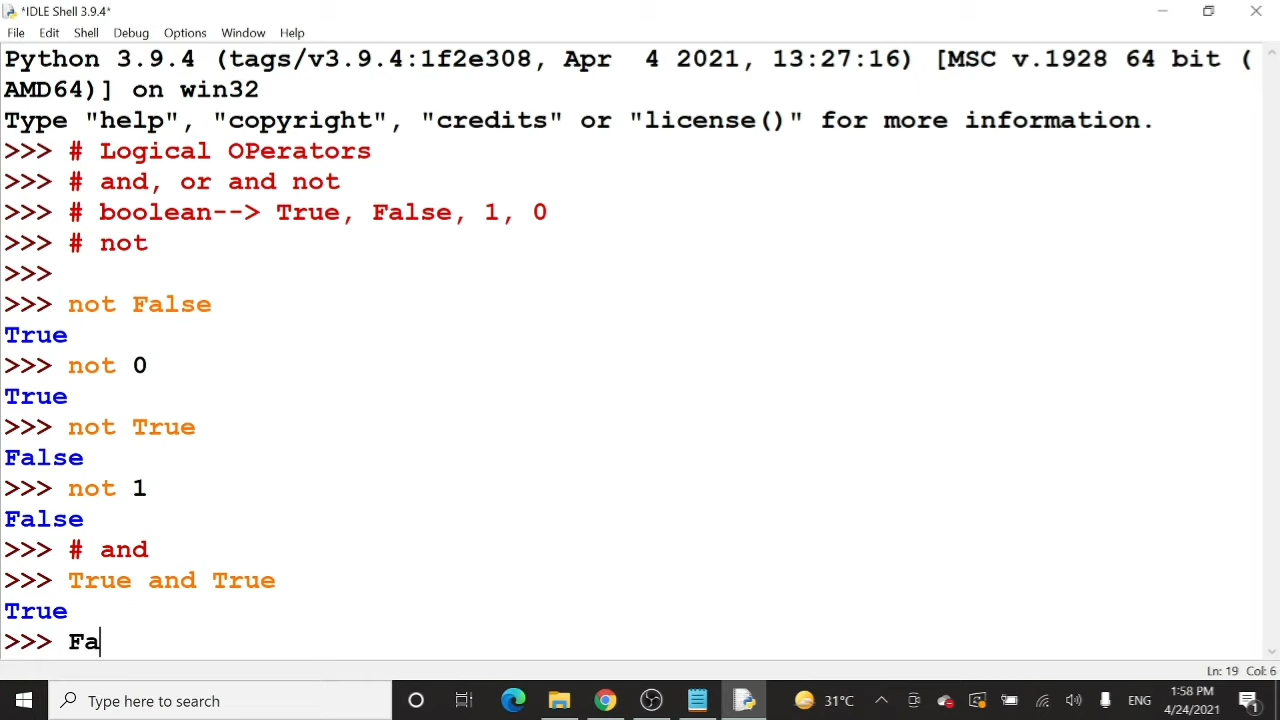 *IDLE Shell 3.9.4*
File Edit Shell Debug Options Window Help
Python 3.9.4 (tags/v3.9.4:1f2e308, Apr  4 2021, 13:27:16) [MSC v.1928 64 bit (
AMD64)] on win32
Type "help", "copyright", "credits" or "license()" for more information.
>>> # Logical OPerators
>>> # and, or and not
>>> # boolean--> True, False, 1, 0
>>> # not
>>>
>>> not False
True
>>> not 0
True
>>> not True
False
>>> not 1
False
>>> # and
>>> True and True
True
>>> Fa
Ln: 19 Col: 6
Type here to search
31°C
ENG
1:58 PM
4/24/2021
1